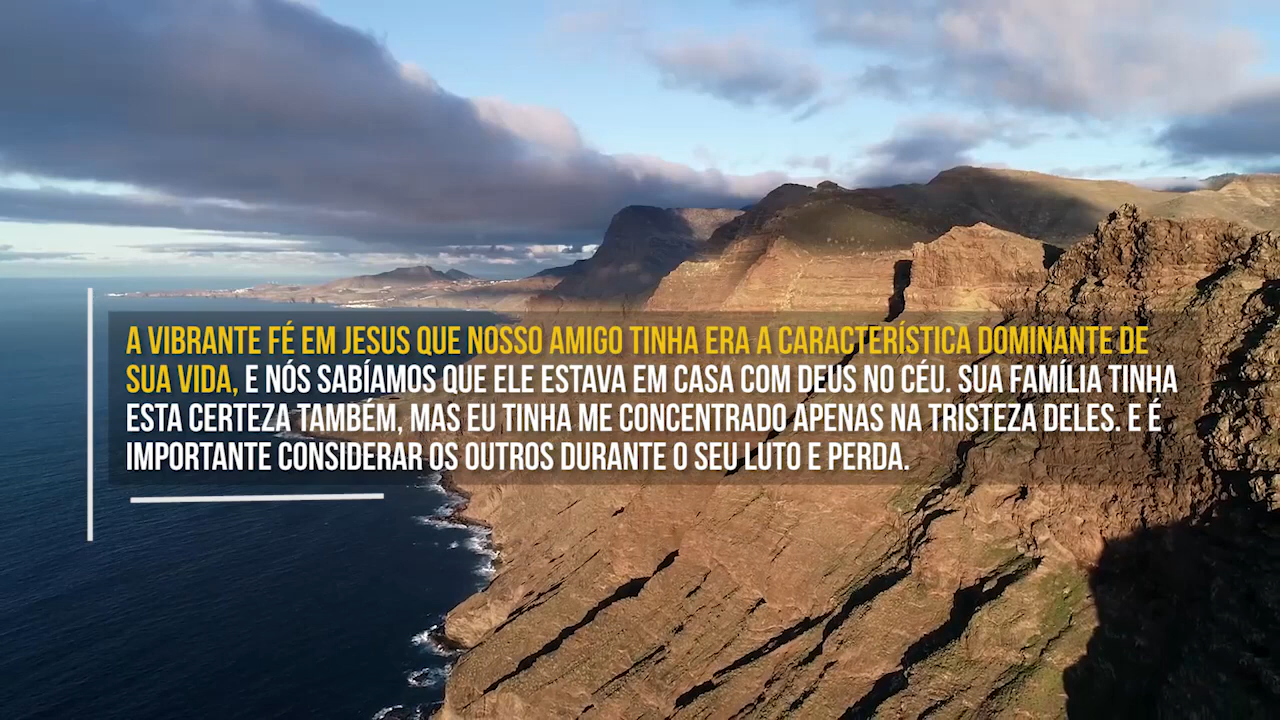 A VIBRANTE FÉ EM JESUS QUE NOSSO AMIGO TINHA ERA A CARACTERÍSTICA DOMINANTE DE
SUA VIDA, E NÓS SABÍAMOS QUE ELE ESTAVA EM CASA COM DEUS NO CÉU. SUA FAMÍLIA TINHA
ESTA CERTEZA TAMBÉM, MAS EU TINHA ME CONCENTRADO APENAS NA TRISTEZA DELES. E É
IMPORTANTE CONSIDERAR OS OUTROS DURANTE O SEU LUTO E PERDA.